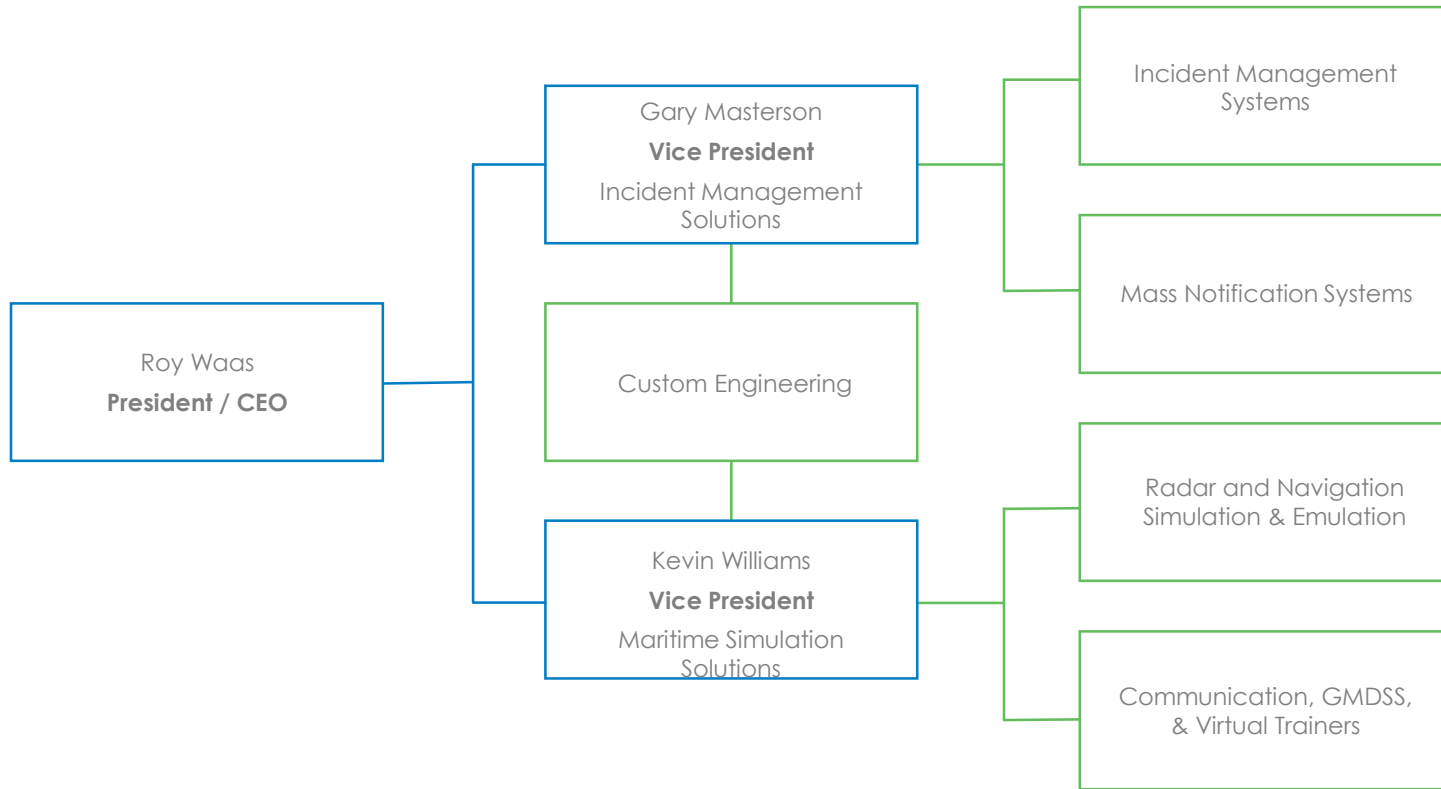 Roy Waas
President / CEO
Gary Masterson
Vice President
Incident Management
Solutions
Custom Engineering
Kevin Williams
Vice President
Maritime Simulation
Solutions
Incident Management
Systems
Mass Notification Systems
Radar and Navigation
Simulation & Emulation
Communication, GMDSS,
& Virtual Trainers